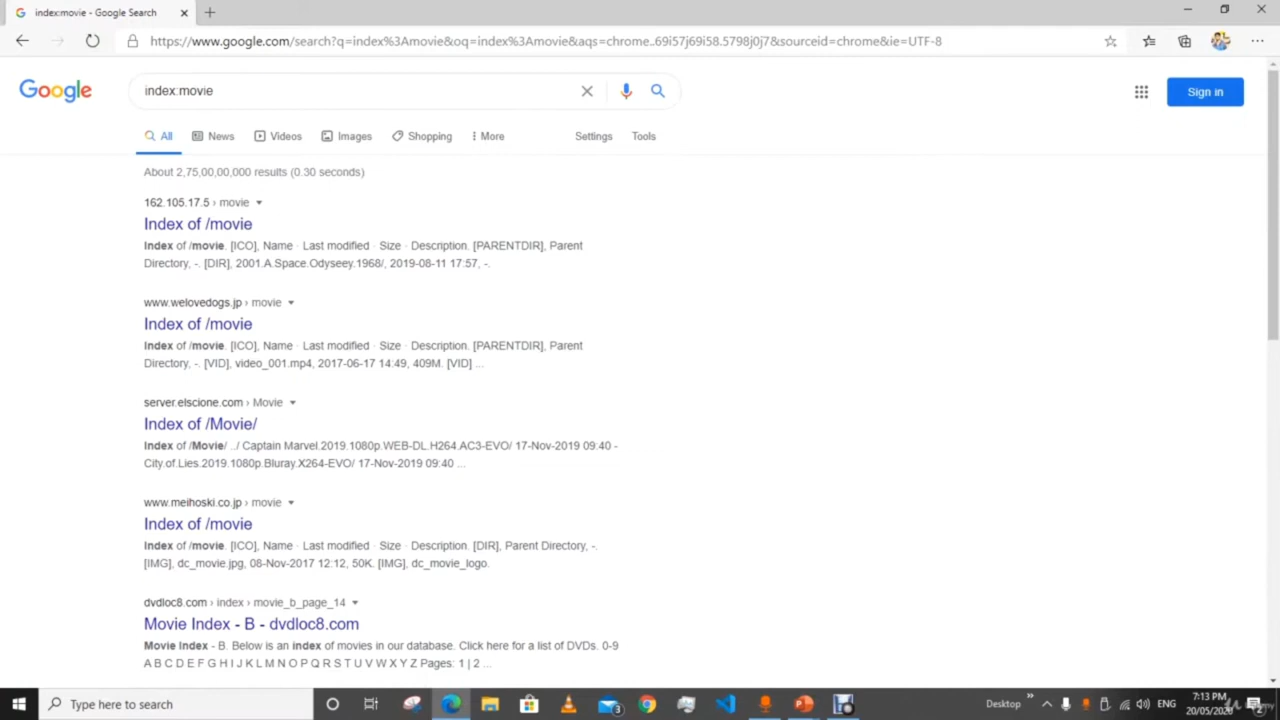 index:movie - Google Search
https://www.google.com/search?q=index%3Amovie&oq=index%3Amovie&aqs=chrome..69i57j69i58.5798j0j7&sourceid=chrome&ie=UTF-8
Google
index:movie
Sign in
All
News
Videos
Images
Shopping
More
Settings
Tools
About 2,75,00,00,000 results (0.30 seconds)
162.105.17.5 › movie
Index of /movie
Index of /movie. [ICO], Name · Last modified · Size · Description. [PARENTDIR], Parent
Directory, -. [DIR], 2001.A.Space.Odyseey.1968/, 2019-08-11 17:57, -.
www.welovedogs.jp › movie
Index of /movie
Index of /movie. [ICO], Name · Last modified · Size · Description. [PARENTDIR], Parent
Directory, -. [VID], video_001.mp4, 2017-06-17 14:49, 409M. [VID] ...
server.elscione.com › Movie
Index of /Movie/
Index of /Movie/ ../ Captain Marvel.2019.1080p.WEB-DL.H264.AC3-EVO/ 17-Nov-2019 09:40 -
City.of.Lies.2019.1080p.Bluray.X264-EVO/ 17-Nov-2019 09:40 ...
www.meihoski.co.jp › movie
Index of /movie
Index of /movie. [ICO], Name · Last modified · Size · Description. [DIR], Parent Directory, -.
[IMG], dc_movie.jpg, 08-Nov-2017 12:12, 50K. [IMG], dc_movie_logo.
dvdloc8.com › index › movie_b_page_14
Movie Index - B - dvdloc8.com
Movie Index - B. Below is an index of movies in our database. Click here for a list of DVDs. 0-9
A B C D E F G H I J K L M N O P Q R S T U V W X Y Z Pages: 1 | 2 ...
Type here to search
3
Desktop
ENG
7:13 PM